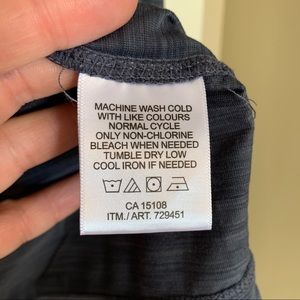 MACHINE WASH COLD
WITH LIKE COLOURS
NORMAL CYCLE
ONLY NON-CHLORINE
BLEACH WHEN NEEDED
TUMBLE DRY LOW
COOL IRON IF NEEDED
CA 15108
ITM./ ART. 729451